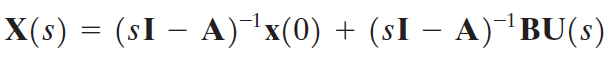 X(s) = (sI − A)⁻¹x(0) + (sI − A)⁻¹BU(s)